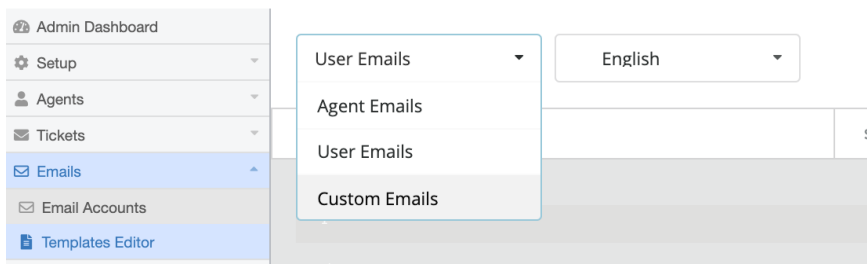 Admin Dashboard
Setup
Agents
Tickets
Emails
Email Accounts
Templates Editor
User Emails
English
Agent Emails
User Emails
Custom Emails